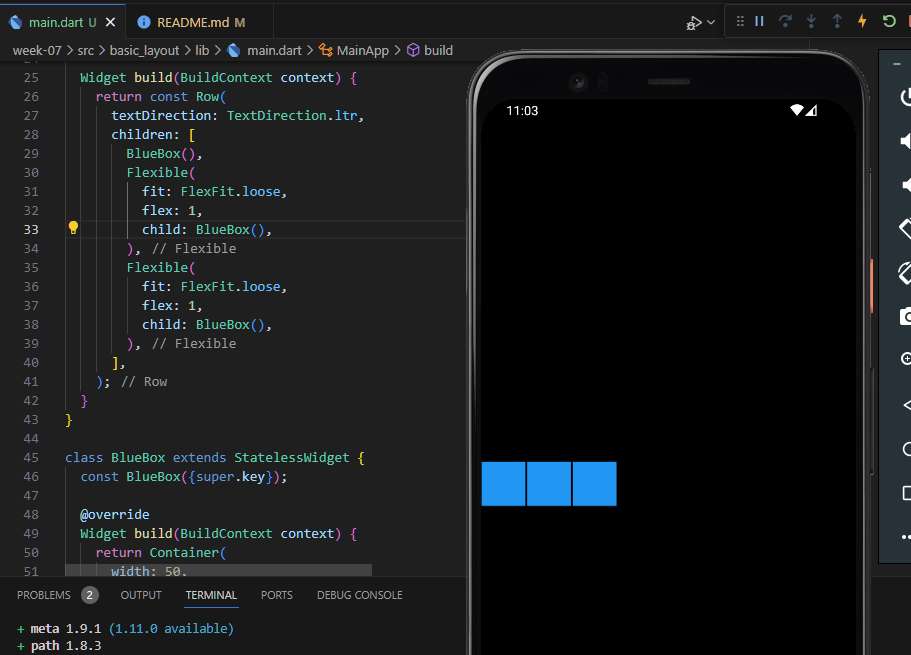 main.dart U
README.md M
week-07 > src > basic_layout > lib > main.dart > MainApp > build
25 Widget build(BuildContext context) {
26 return const Row(
27 textDirection: TextDirection.ltr,
28 children: [
29 BlueBox(),
30 Flexible(
31 fit: FlexFit.loose,
32 flex: 1,
33 child: BlueBox(),
34 ), // Flexible
35 Flexible(
36 fit: FlexFit.loose,
37 flex: 1,
38 child: BlueBox(),
39 ), // Flexible
40 ],
41 ); // Row
42 }
43 }
44
45 class BlueBox extends StatelessWidget {
46 const BlueBox({super.key});
47
48 @override
49 Widget build(BuildContext context) {
50 return Container(
51 width: 50,
PROBLEMS 2 OUTPUT TERMINAL PORTS DEBUG CONSOLE
+ meta 1.9.1 (1.11.0 available)
+ path 1.8.3
11:03